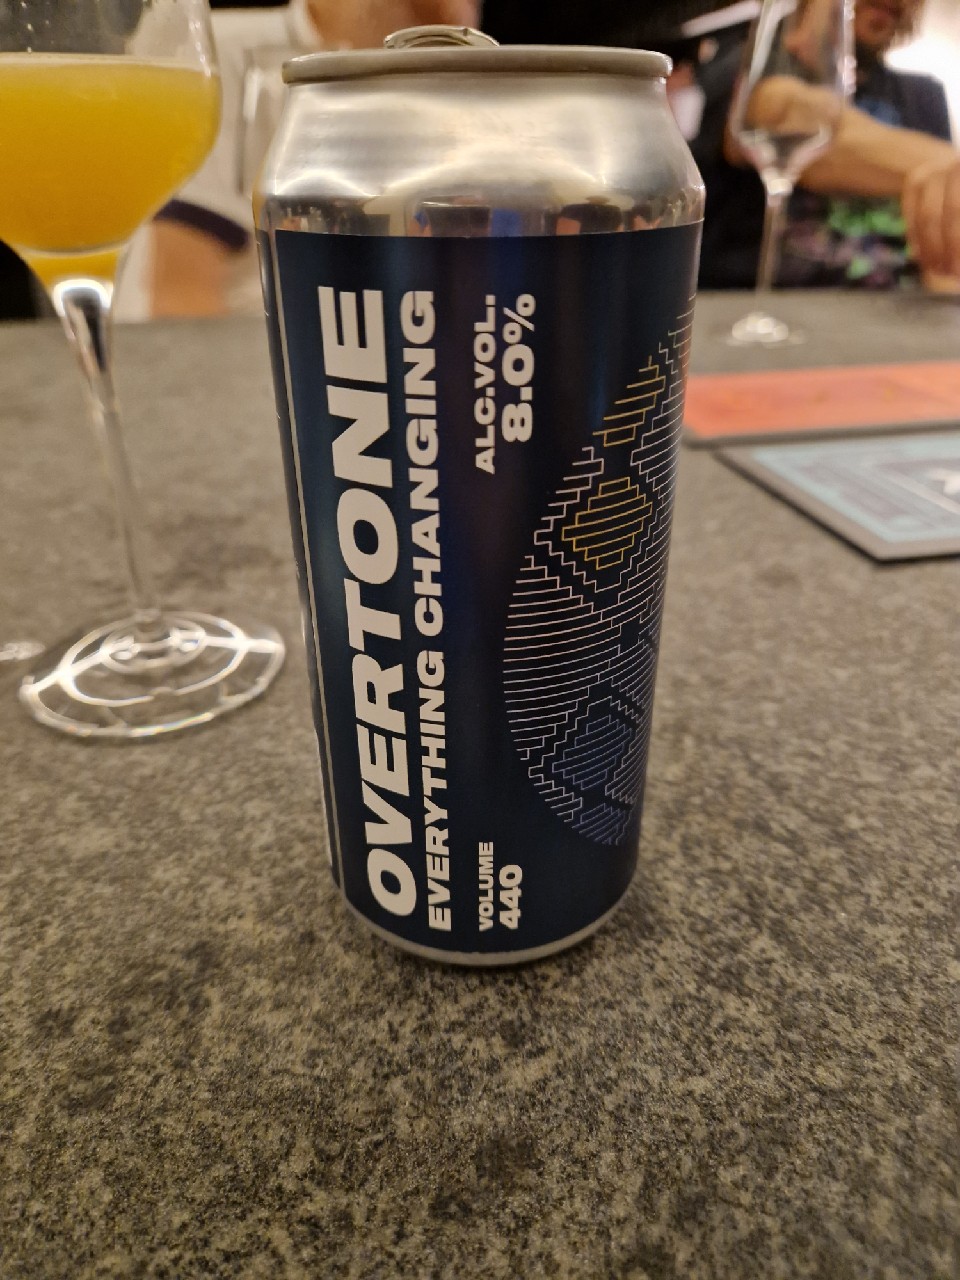 OVERTONE
EVERYTHING CHANGING
ALC.VOL.
8.0%
VOLUME
440